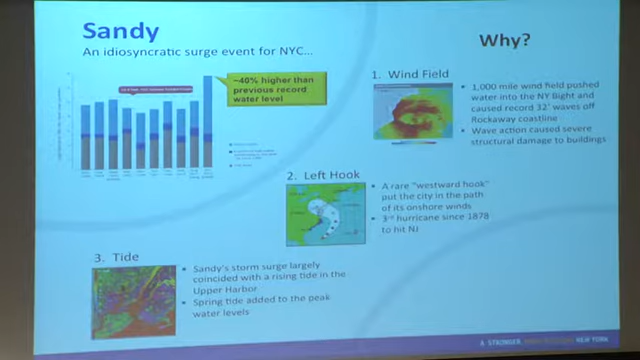 Sandy
An idiosyncratic surge event for NYC...
Why?
~40% higher than
previous record
water level
1. Wind Field
• 1,000 mile wind field pushed
water into the NY Bight and
caused record 32' waves off
Rockaway coastline
• Wave action caused severe
structural damage to buildings
2. Left Hook
• A rare "westward hook"
put the city in the path
of its onshore winds
• 3rd hurricane since 1878
to hit NJ
3. Tide
• Sandy's storm surge largely
coincided with a rising tide in the
Upper Harbor
• Spring tide added to the peak
water levels
A STRONGER, NEW YORK